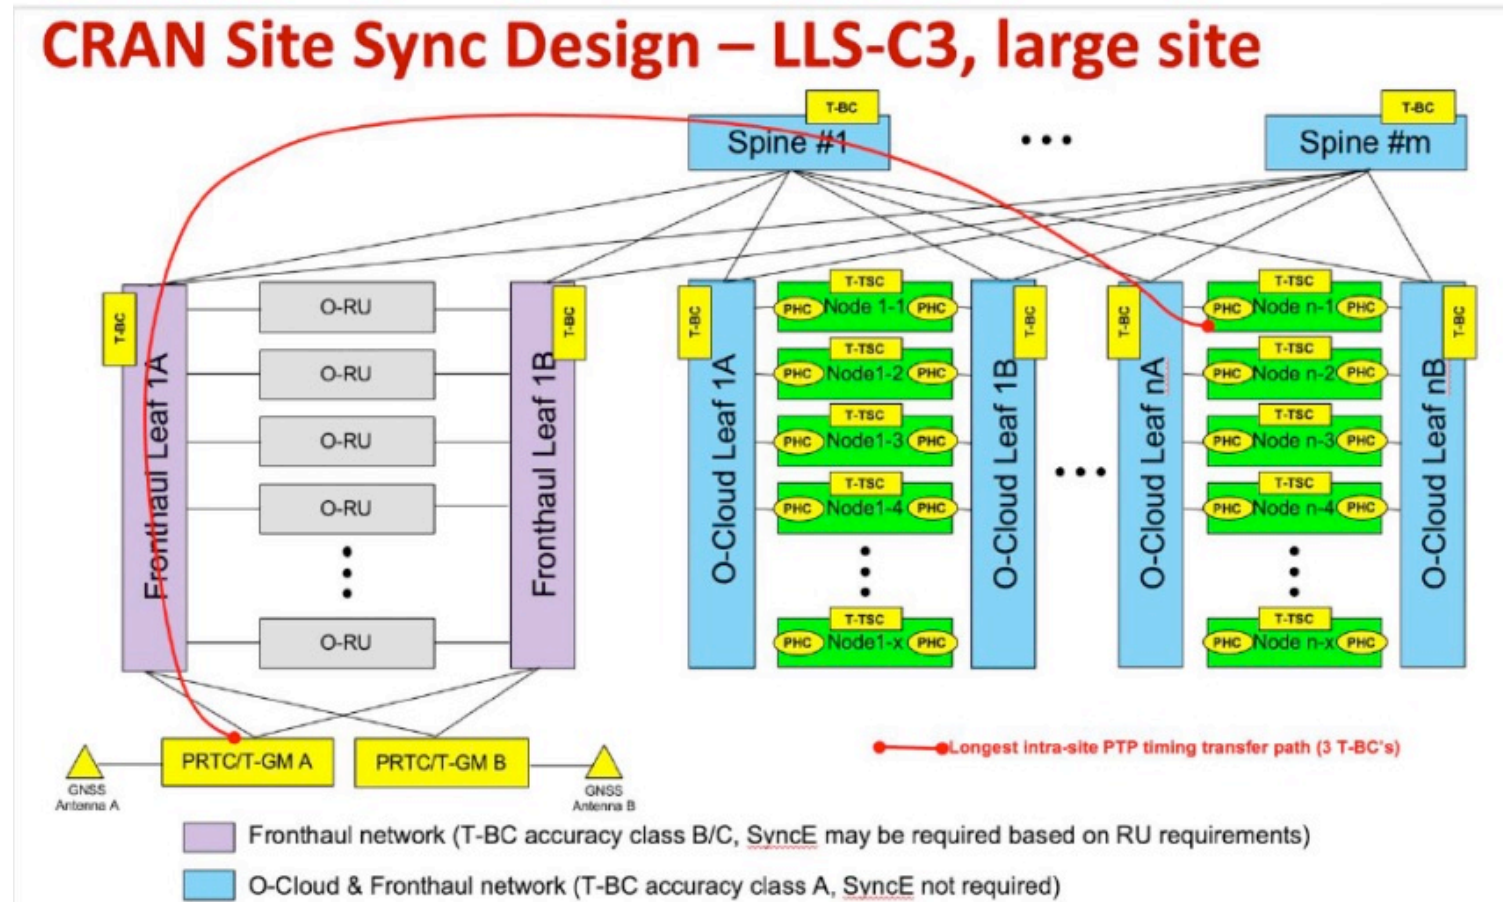 CRAN Site Sync Design – LLS-C3, large site
T-BC
T-BC
Spine #1
Spine #m
T-BC
T-BC
T-BC
T-BC
T-BC
T-BC
Fronthaul Leaf 1A
O-RU
O-RU
O-RU
O-RU
O-RU
Fronthaul Leaf 1B
O-Cloud Leaf 1A
T-TSC
PHC Node 1-1 PHC
T-TSC
PHC Node1-2 PHC
T-TSC
PHC Node1-3 PHC
T-TSC
PHC Node1-4 PHC
T-TSC
PHC Node1-x PHC
O-Cloud Leaf 1B
O-Cloud Leaf nA
T-TSC
PHC Node n-1 PHC
T-TSC
PHC Node n-2 PHC
T-TSC
PHC Node n-3 PHC
T-TSC
PHC Node n-4 PHC
T-TSC
PHC Node n-x PHC
O-Cloud Leaf nB
PRTC/T-GM A
PRTC/T-GM B
GNSS
Antenna A
GNSS
Antenna B
Longest intra-site PTP timing transfer path (3 T-BC's)
Fronthaul network (T-BC accuracy class B/C, SyncE may be required based on RU requirements)
O-Cloud & Fronthaul network (T-BC accuracy class A, SyncE not required)